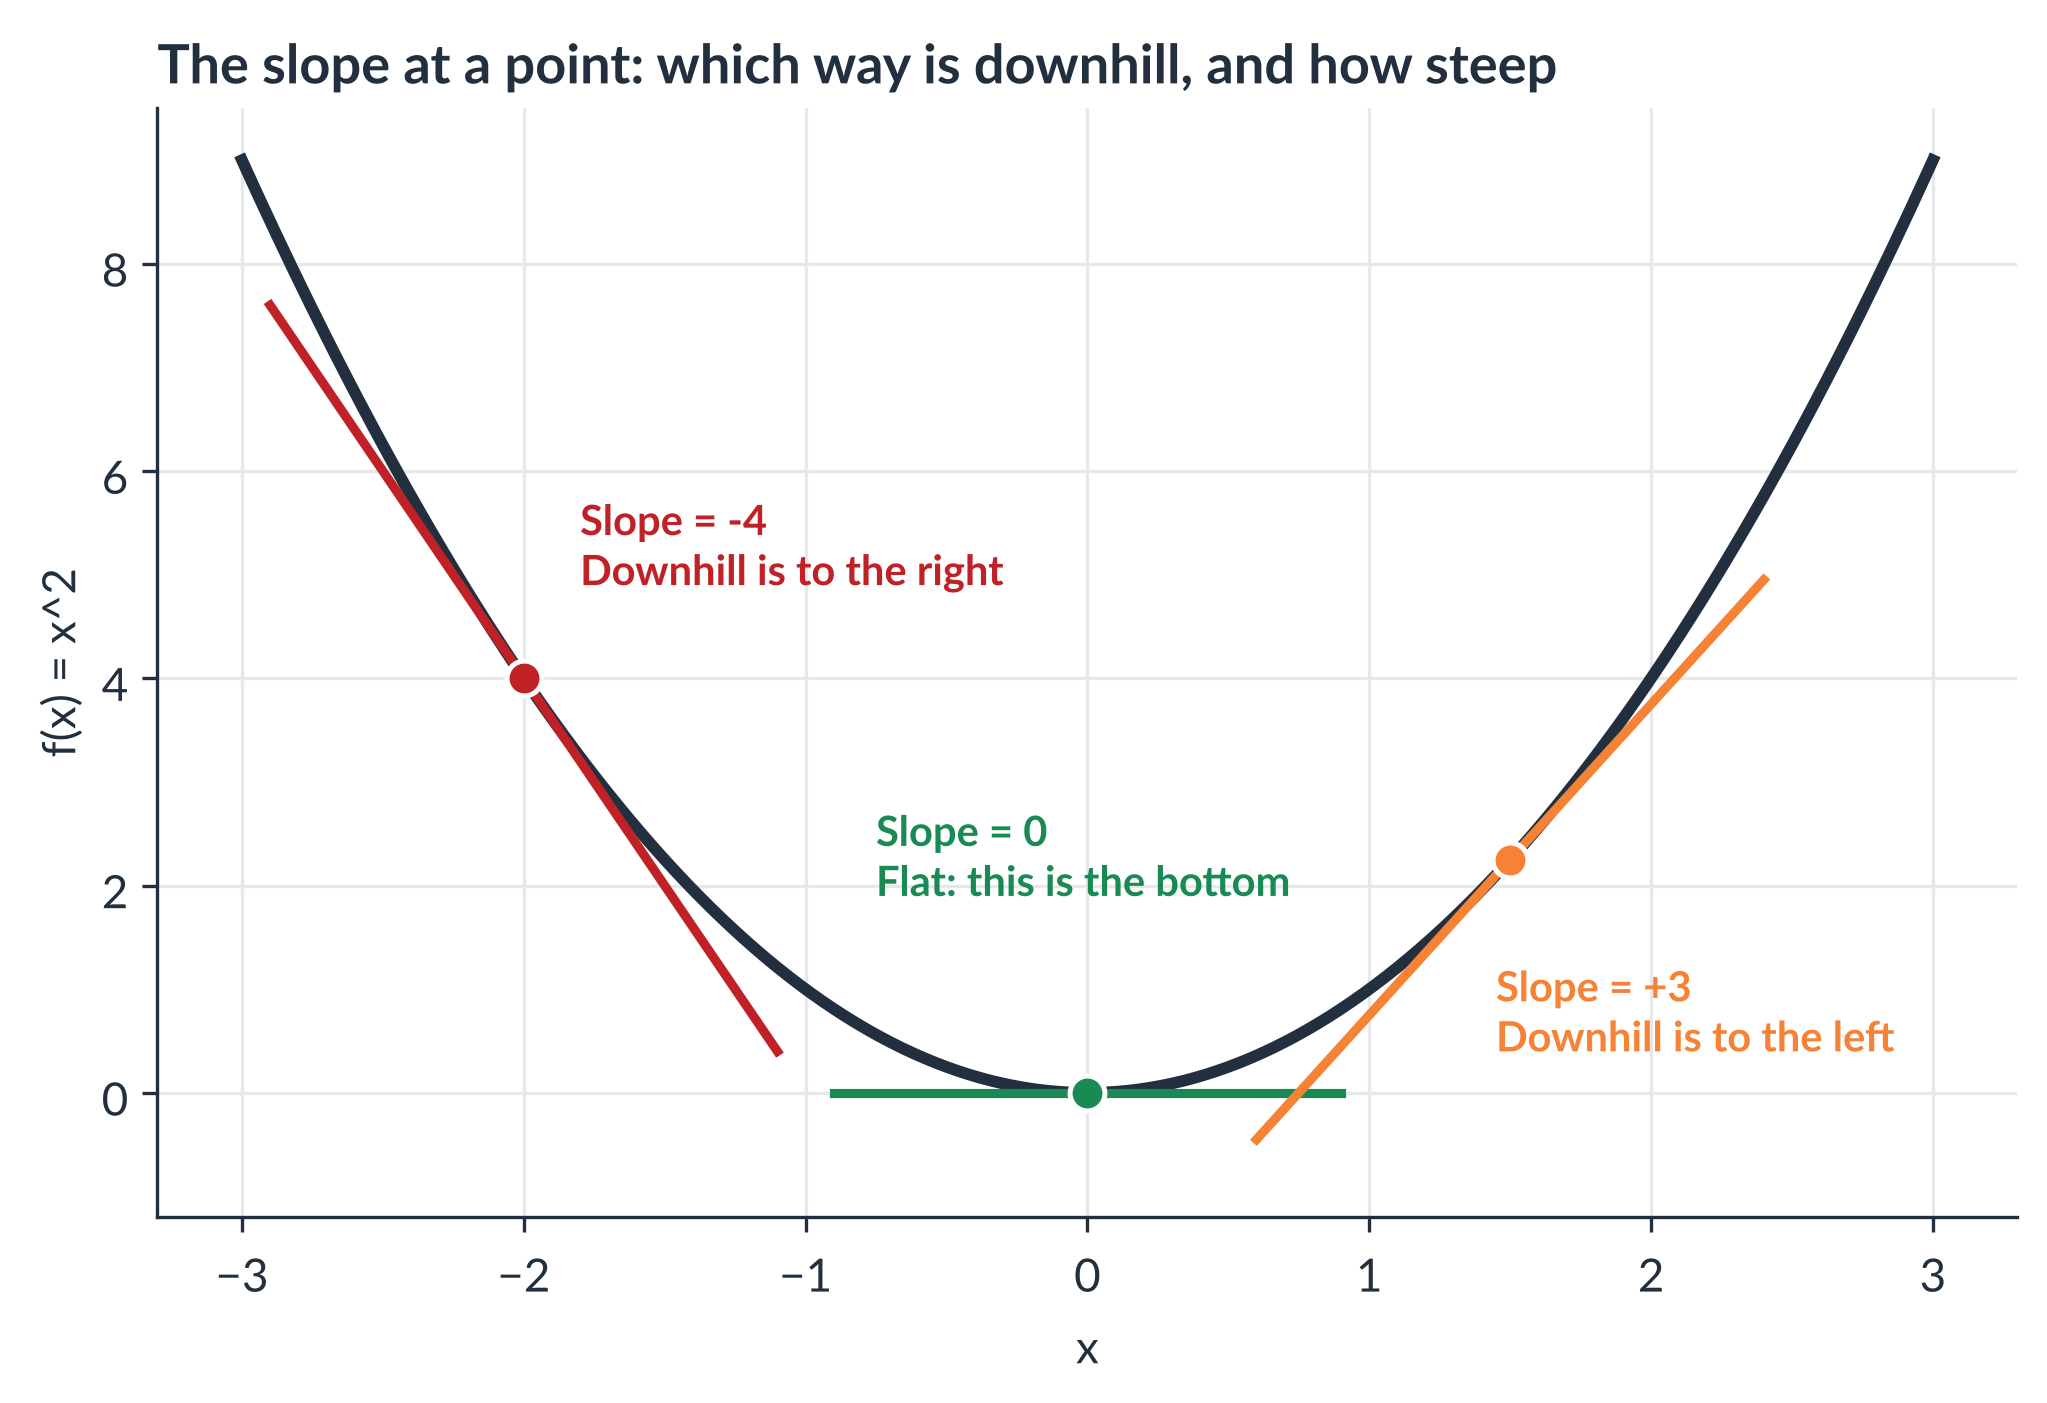 The slope at a point: which way is downhill, and how steep
f(x) = x^2
8
6
4
2
0
Slope = -4
Downhill is to the right
Slope = 0
Flat: this is the bottom
Slope = +3
Downhill is to the left
−3 −2 −1 0 1 2 3
x